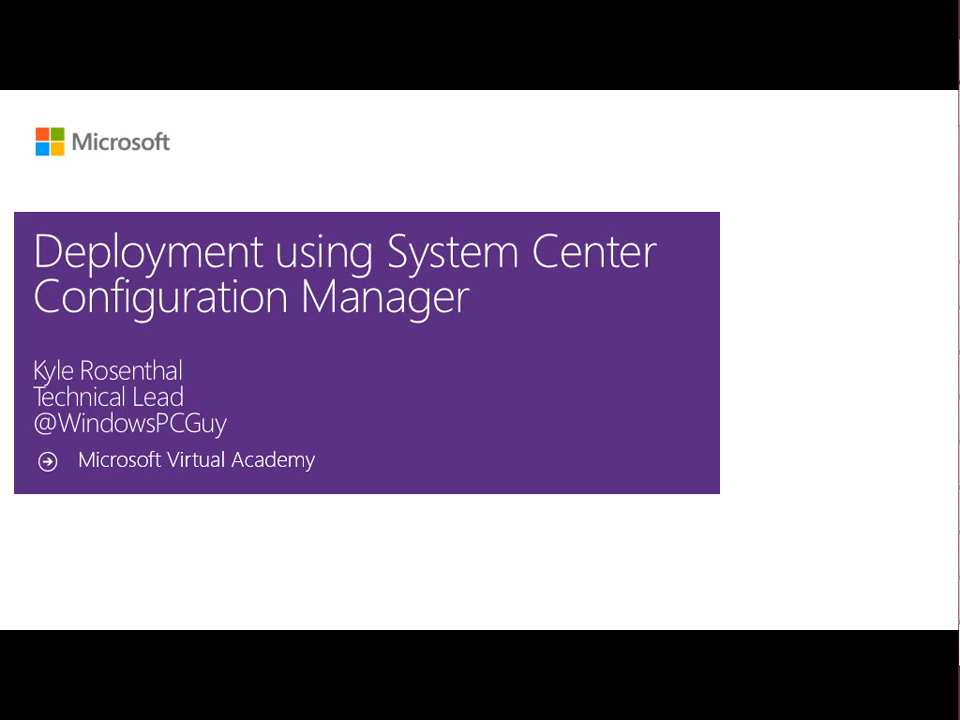 Microsoft
Deployment using System Center
Configuration Manager
Kyle Rosenthal
Technical Lead
@WindowsPCGuy
Microsoft Virtual Academy